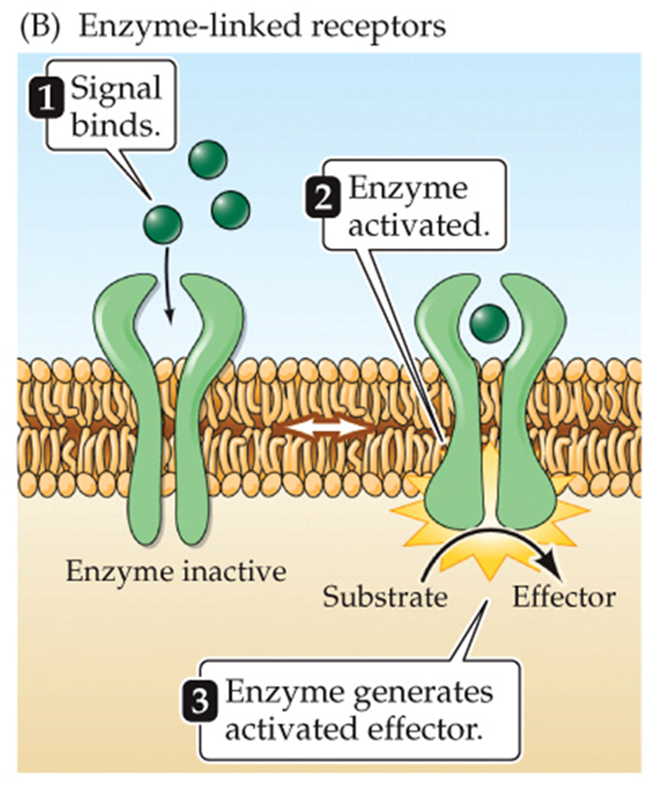 (B) Enzyme-linked receptors
1 Signal
binds.
2 Enzyme
activated.
Enzyme inactive
Substrate
Effector
3 Enzyme generates
activated effector.